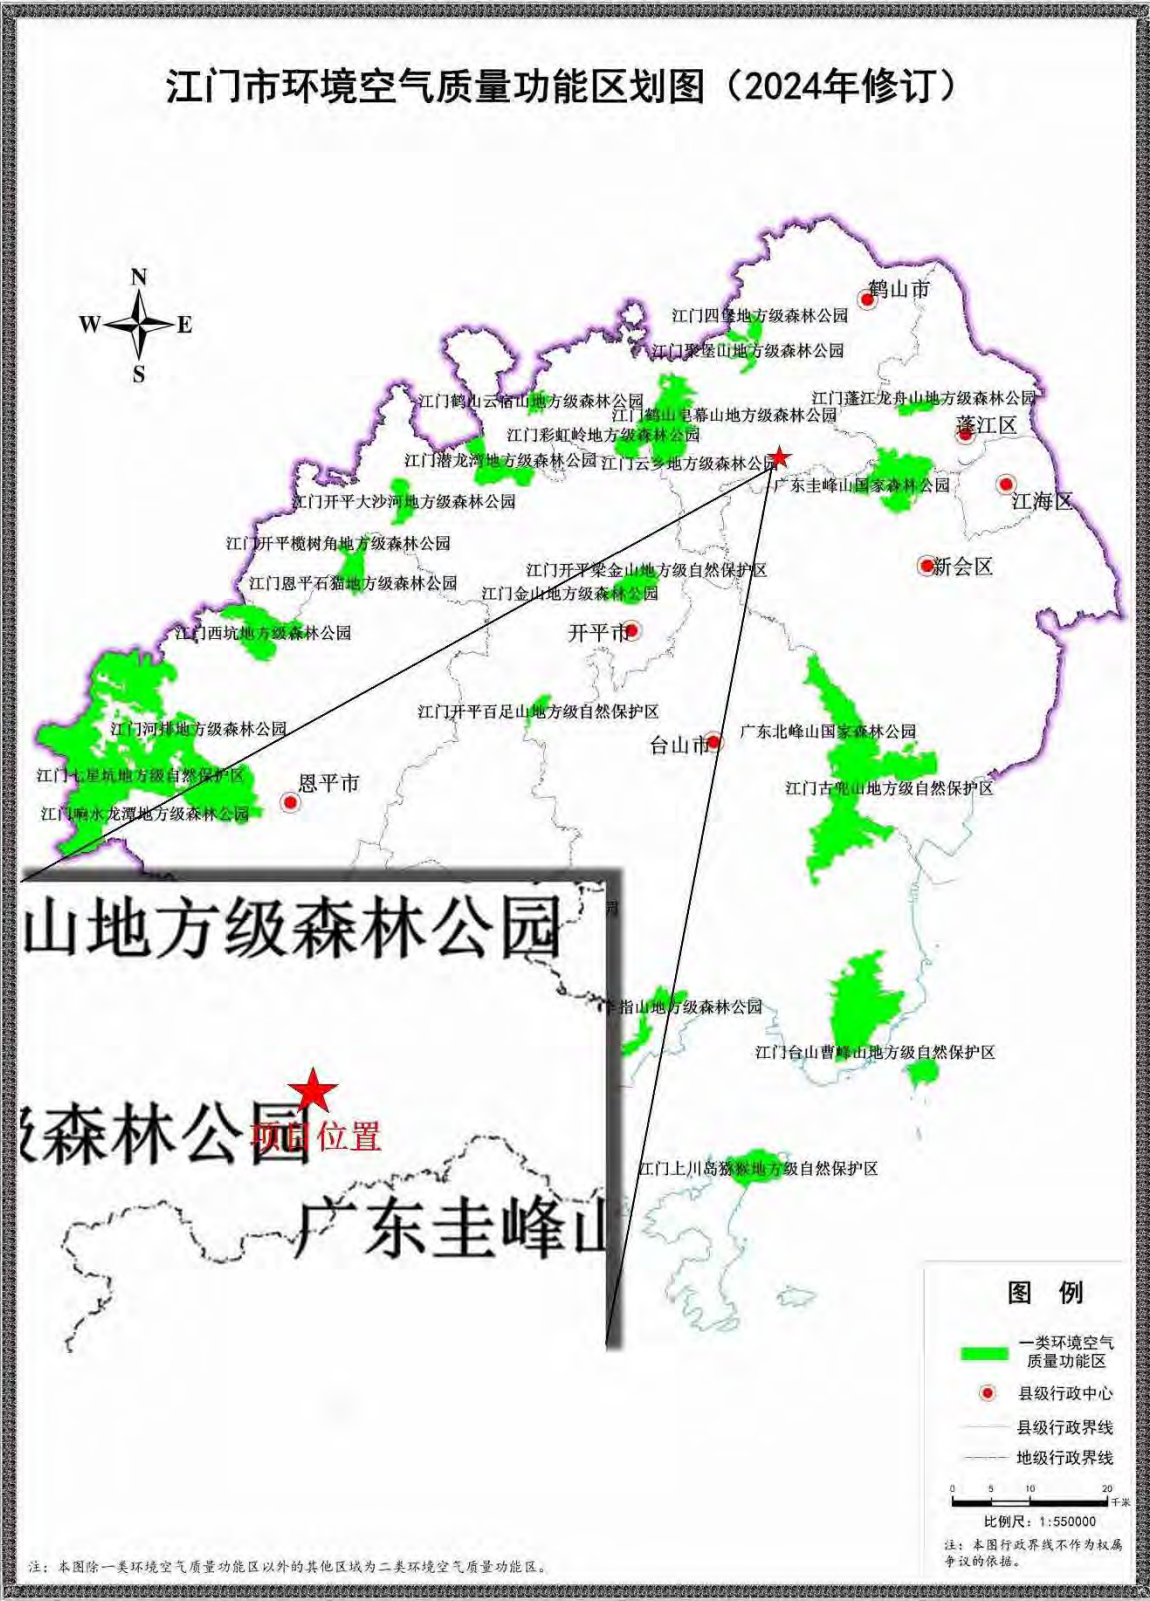 江门市环境空气质量功能区划图（2024年修订）
N
W
E
S
鹤山市
江门四堡地方级森林公园
江门聚堡山地方级森林公园
江门鹤山云宿山地方级森林公园
江门蓬江龙舟山地方级森林公园
江门鹤山皂幕山地方级森林公园
蓬江区
江门彩虹岭地方级森林公园
江门潜龙湾地方级森林公园
江门云乡地方级森林公园
广东圭峰山国家森林公园
江门开平大沙河地方级森林公园
江海区
江门开平榄树角地方级森林公园
新会区
江门开平梁金山地方级自然保护区
江门恩平石猫地方级森林公园
江门金山地方级森林公园
江门西坑地方级森林公园
开平市
江门开平百足山地方级自然保护区
江门河排地方级森林公园
广东北峰山国家森林公园
台山市
江门七星坑地方级自然保护区
恩平市
江门古兜山地方级自然保护区
江门响水龙潭地方级森林公园
山地方级森林公园
指山地方级森林公园
江门台山曹峰山地方级自然保护区
级森林公园
项目位置
江门上川岛猕猴地方级自然保护区
广东圭峰山
图 例
一类环境空气
质量功能区
县级行政中心
县级行政界线
地级行政界线
0 5 10 20
千米
比例尺：1:550000
注：本图行政界线不作为权属
争议的依据。
注：本图除一类环境空气质量功能区以外的其他区域为二类环境空气质量功能区。